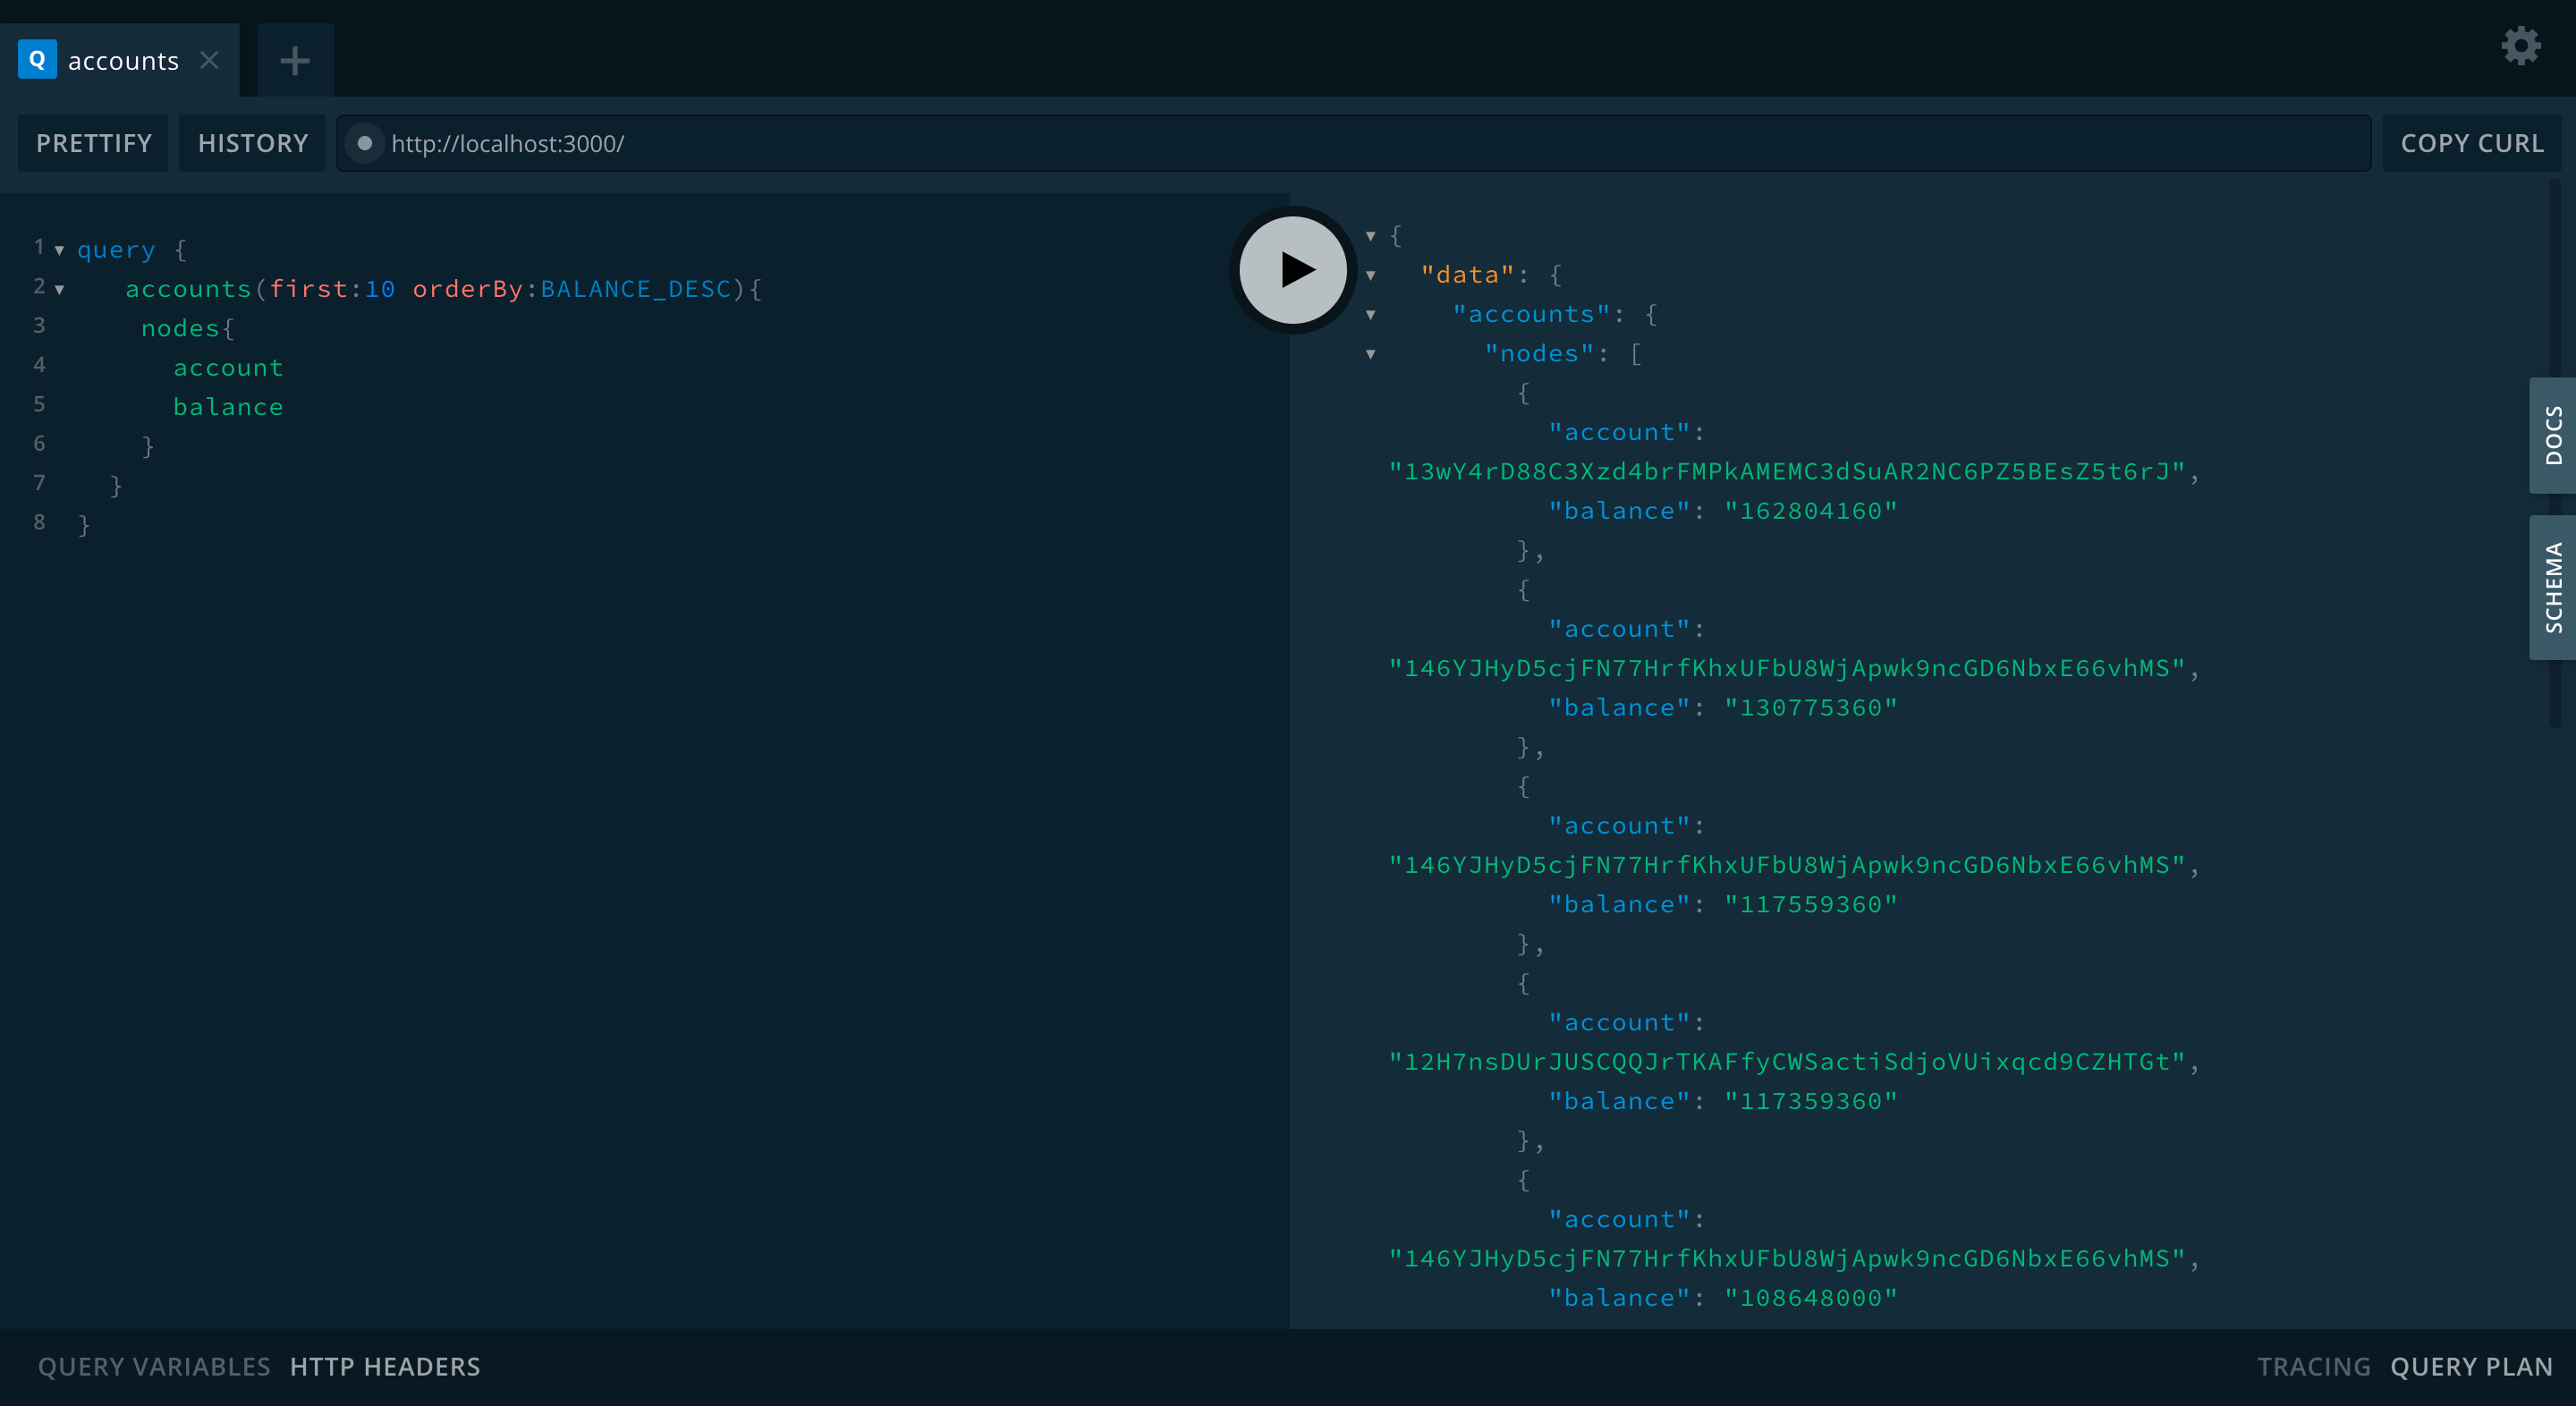 Q accounts
PRETTIFY HISTORY http://localhost:3000/ COPY CURL
1 query {
2 accounts(first:10 orderBy:BALANCE_DESC){
3 nodes{
4 account
5 balance
6 }
7 }
8 }
{
"data": {
"accounts": {
"nodes": [
{
"account":
"13wY4rD88C3Xzd4brFMPkAMEMC3dSuAR2NC6PZ5BEsZ5t6rJ",
"balance": "162804160"
},
{
"account":
"146YJHyD5cjFN77HrfKhxUFbU8WjApwk9ncGD6NbxE66vhMS",
"balance": "130775360"
},
{
"account":
"146YJHyD5cjFN77HrfKhxUFbU8WjApwk9ncGD6NbxE66vhMS",
"balance": "117559360"
},
{
"account":
"12H7nsDUrJUSCQQJrTKAFfyCWSactiSdjoVUixqcd9CZHTGt",
"balance": "117359360"
},
{
"account":
"146YJHyD5cjFN77HrfKhxUFbU8WjApwk9ncGD6NbxE66vhMS",
"balance": "108648000"
DOCS
SCHEMA
QUERY VARIABLES HTTP HEADERS
TRACING QUERY PLAN